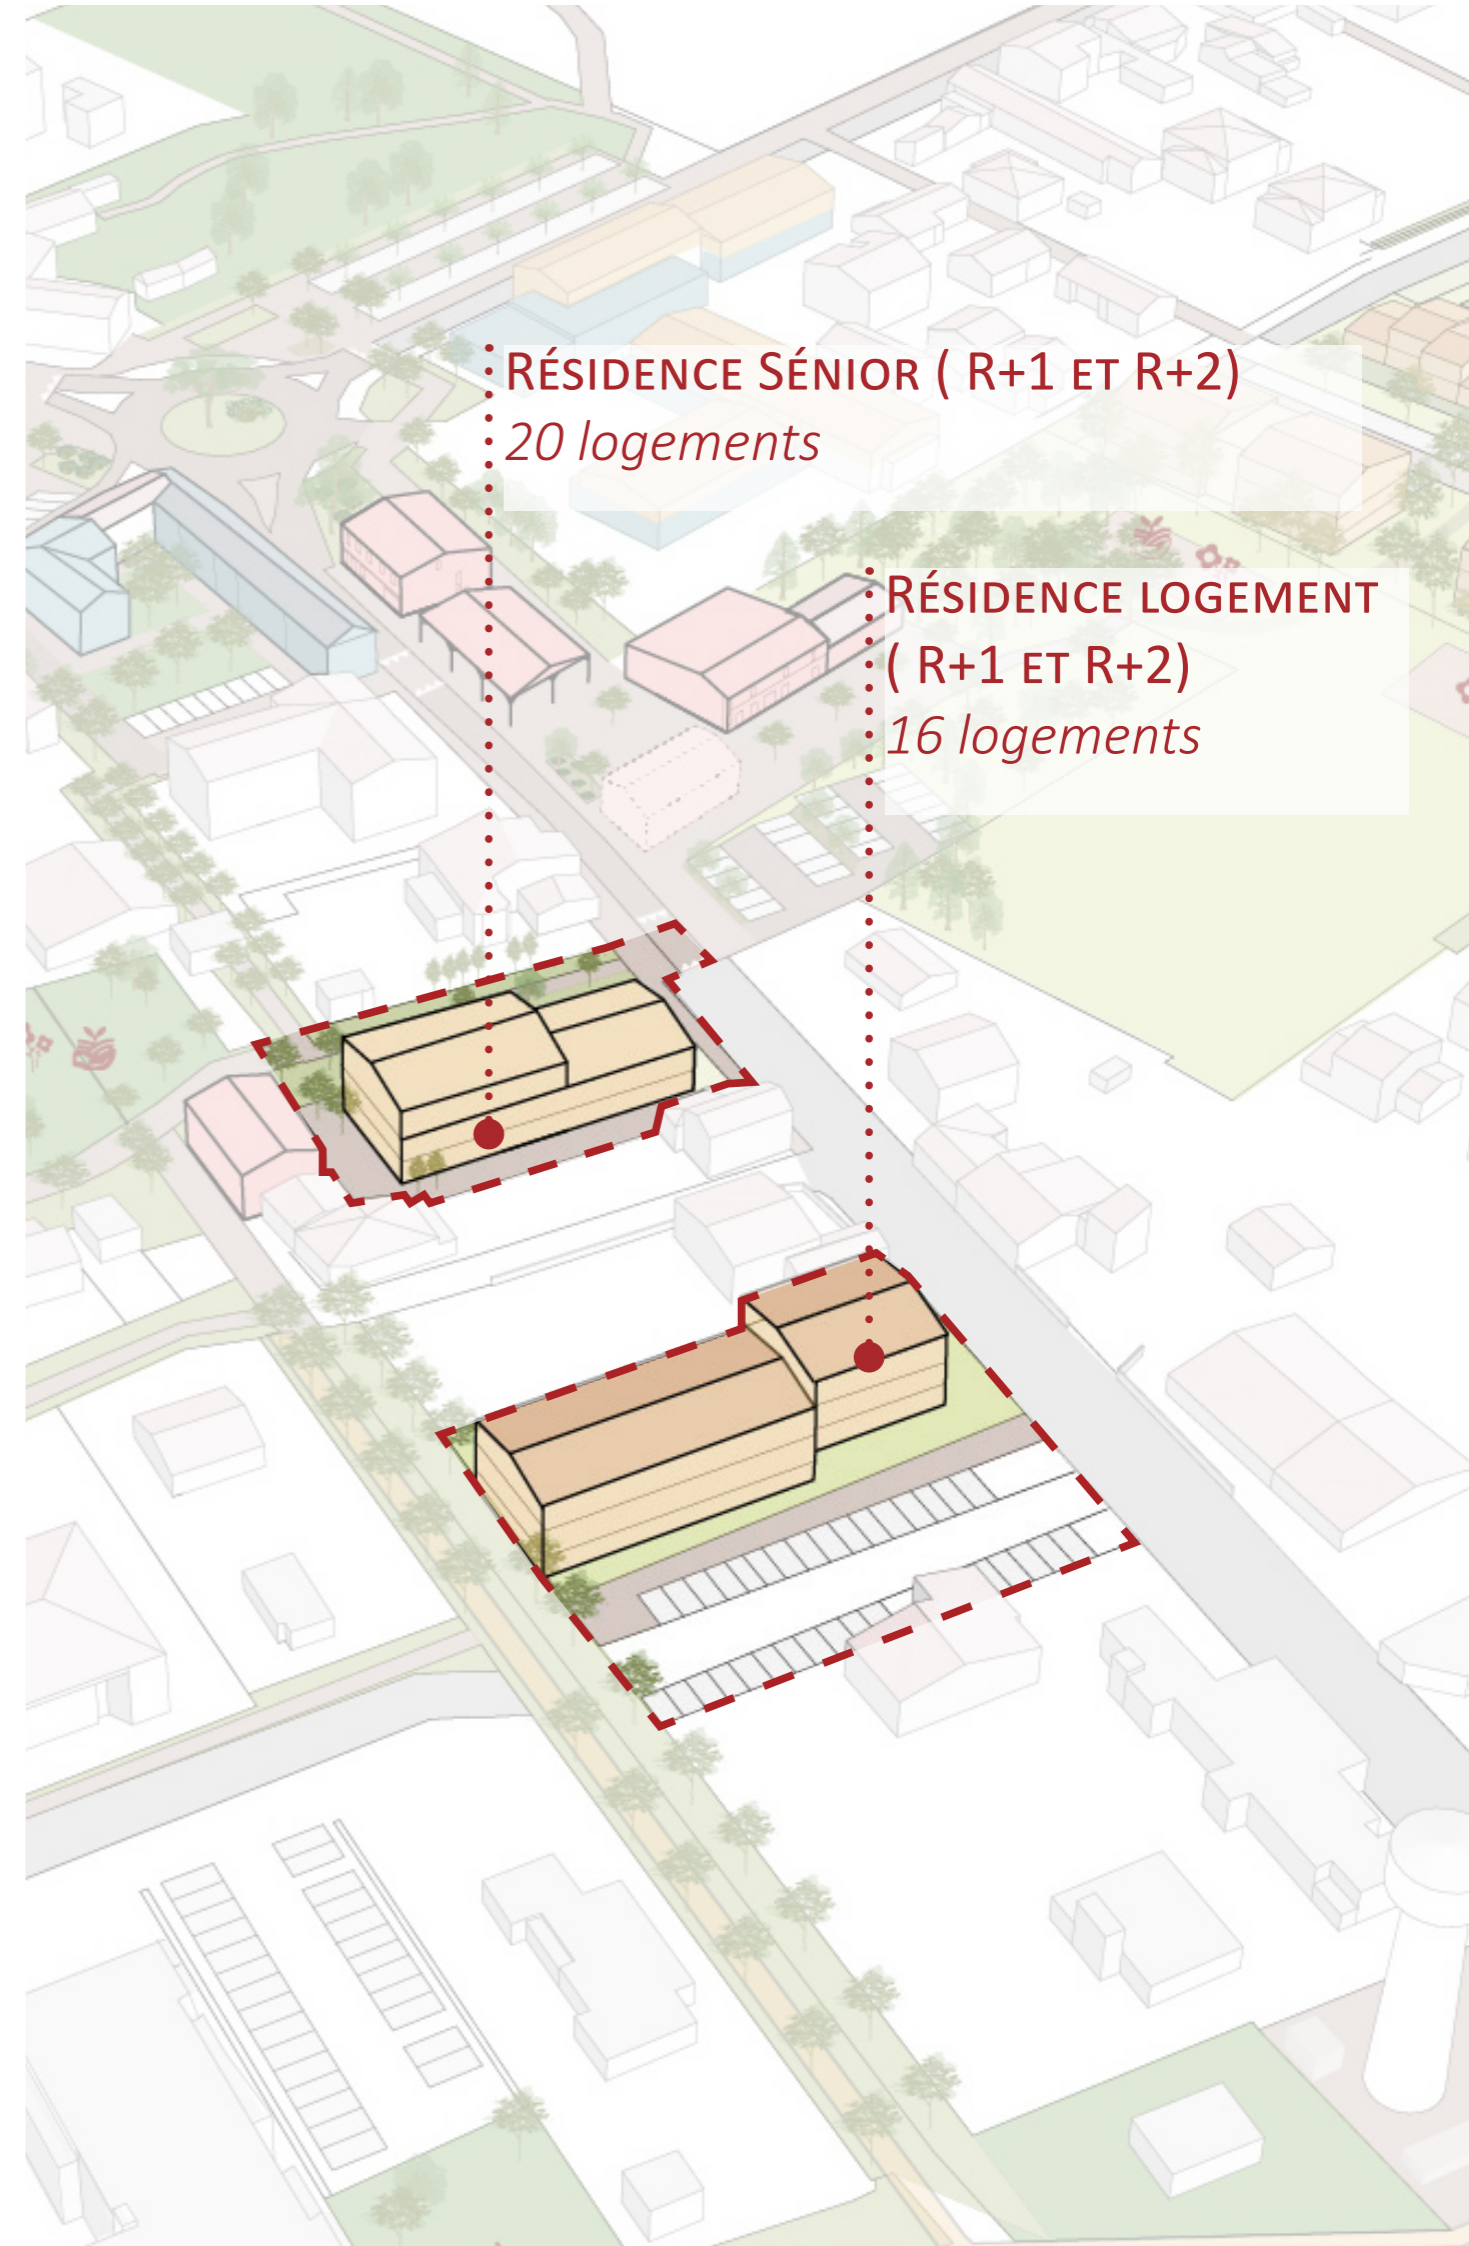 RÉSIDENCE SÉNIOR ( R+1 ET R+2)
20 logements
RÉSIDENCE LOGEMENT
( R+1 ET R+2)
16 logements